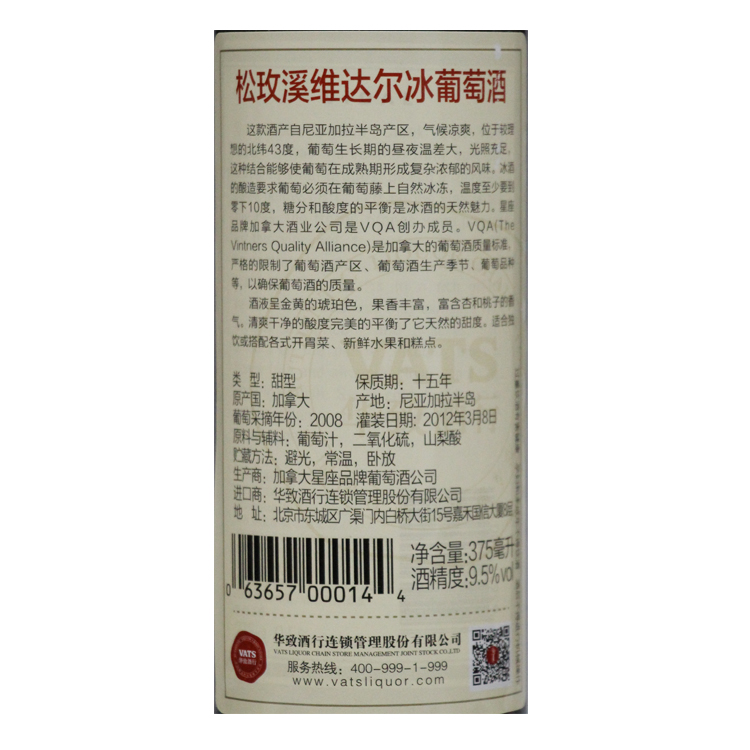 松玫溪维达尔冰葡萄酒
这款酒产自尼亚加拉半岛产区，气候凉爽，位于较理
想的北纬43度，葡萄生长期的昼夜温差大，光照充足，
这种结合能够使葡萄在成熟期形成复杂浓郁的风味。冰酒
的酿造要求葡萄必须在葡萄藤上自然冰冻，温度至少要到
零下10度，糖分和酸度的平衡是冰酒的天然魅力。星座
品牌加拿大酒业公司是VQA创办成员。VQA(The
Vintners Quality Alliance)是加拿大的葡萄酒质量标准，
严格的限制了葡萄酒产区、葡萄酒生产季节、葡萄品种
等，以确保葡萄酒的质量。
酒液呈金黄的琥珀色，果香丰富，富含杏和桃子的香
气。清爽干净的酸度完美的平衡了它天然的甜度。适合独
饮或搭配各式开胃菜、新鲜水果和糕点。
VATS
类 型：甜型 保质期：十五年
原产国：加拿大 产地：尼亚加拉半岛
葡萄采摘年份：2008 灌装日期：2012年3月8日
原料与辅料：葡萄汁，二氧化硫，山梨酸
贮藏方法：避光，常温，卧放
生产商：加拿大星座品牌葡萄酒公司
进口商：华致酒行连锁管理股份有限公司
地 址：北京市东城区广渠门内白桥大街15号嘉禾国信大厦
净含量:375毫升
酒精度:9.5%vol
0 63657 00014 4
VATS
华致酒行
华致酒行连锁管理股份有限公司
VATS LIQUOR CHAIN STORE MANAGEMENT JOINT STOCK CO.,LTD
服务热线：400-999-1-999
www.vatsliquor.com